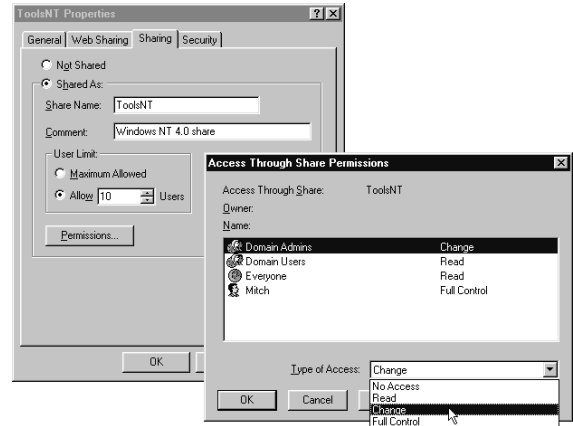 ToolsNT Properties
General Web Sharing Sharing Security
Not Shared
Shared As:
Share Name: ToolsNT
Comment: Windows NT 4.0 share
User Limit:
Maximum Allowed
Allow 10 Users
Permissions...
OK
Access Through Share Permissions
Access Through Share: ToolsNT
Owner:
Name:
Domain Admins Change
Domain Users Read
Everyone Read
Mitch Full Control
Type of Access: Change
No Access
Read
Change
Full Control
OK Cancel